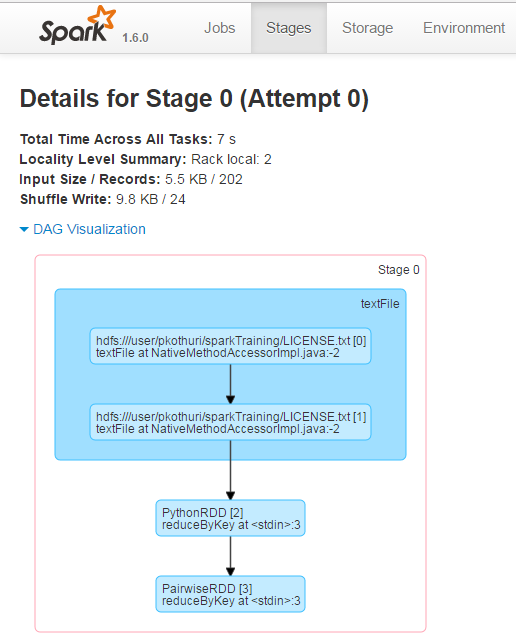 Spark 1.6.0 Jobs Stages Storage Environment
Details for Stage 0 (Attempt 0)
Total Time Across All Tasks: 7 s
Locality Level Summary: Rack local: 2
Input Size / Records: 5.5 KB / 202
Shuffle Write: 9.8 KB / 24
DAG Visualization
Stage 0
textFile
hdfs:///user/pkothuri/sparkTraining/LICENSE.txt [0]
textFile at NativeMethodAccessorImpl.java:-2
hdfs:///user/pkothuri/sparkTraining/LICENSE.txt [1]
textFile at NativeMethodAccessorImpl.java:-2
PythonRDD [2]
reduceByKey at <stdin>:3
PairwiseRDD [3]
reduceByKey at <stdin>:3